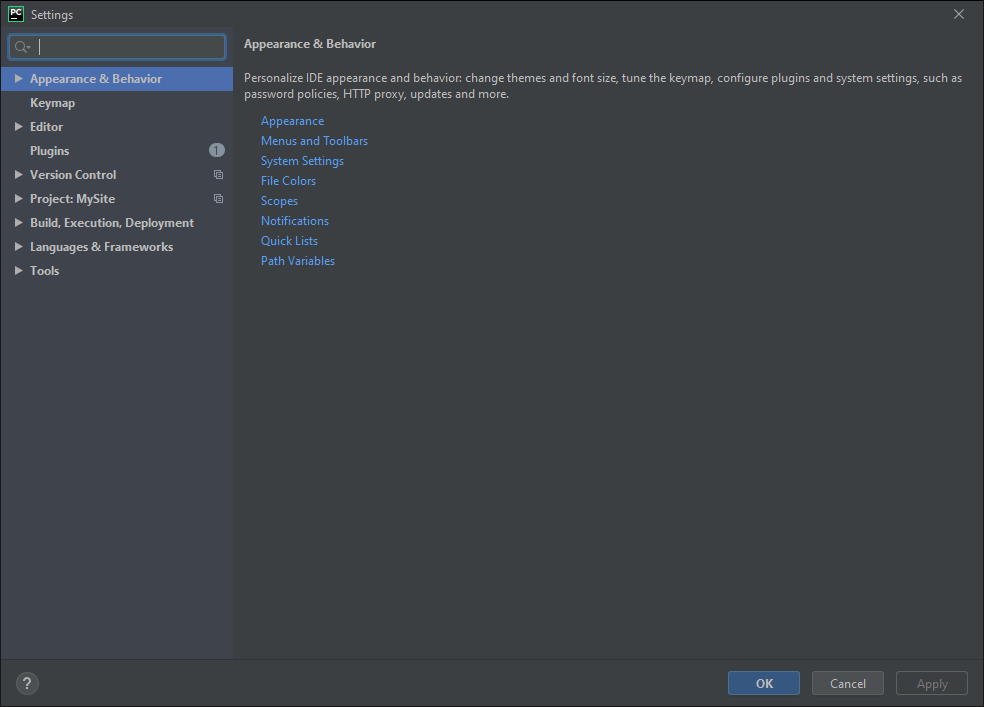 PC Settings
Appearance & Behavior
Keymap
Editor
Plugins 1
Version Control
Project: MySite
Build, Execution, Deployment
Languages & Frameworks
Tools
Appearance & Behavior
Personalize IDE appearance and behavior: change themes and font size, tune the keymap, configure plugins and system settings, such as
password policies, HTTP proxy, updates and more.
Appearance
Menus and Toolbars
System Settings
File Colors
Scopes
Notifications
Quick Lists
Path Variables
? OK Cancel Apply